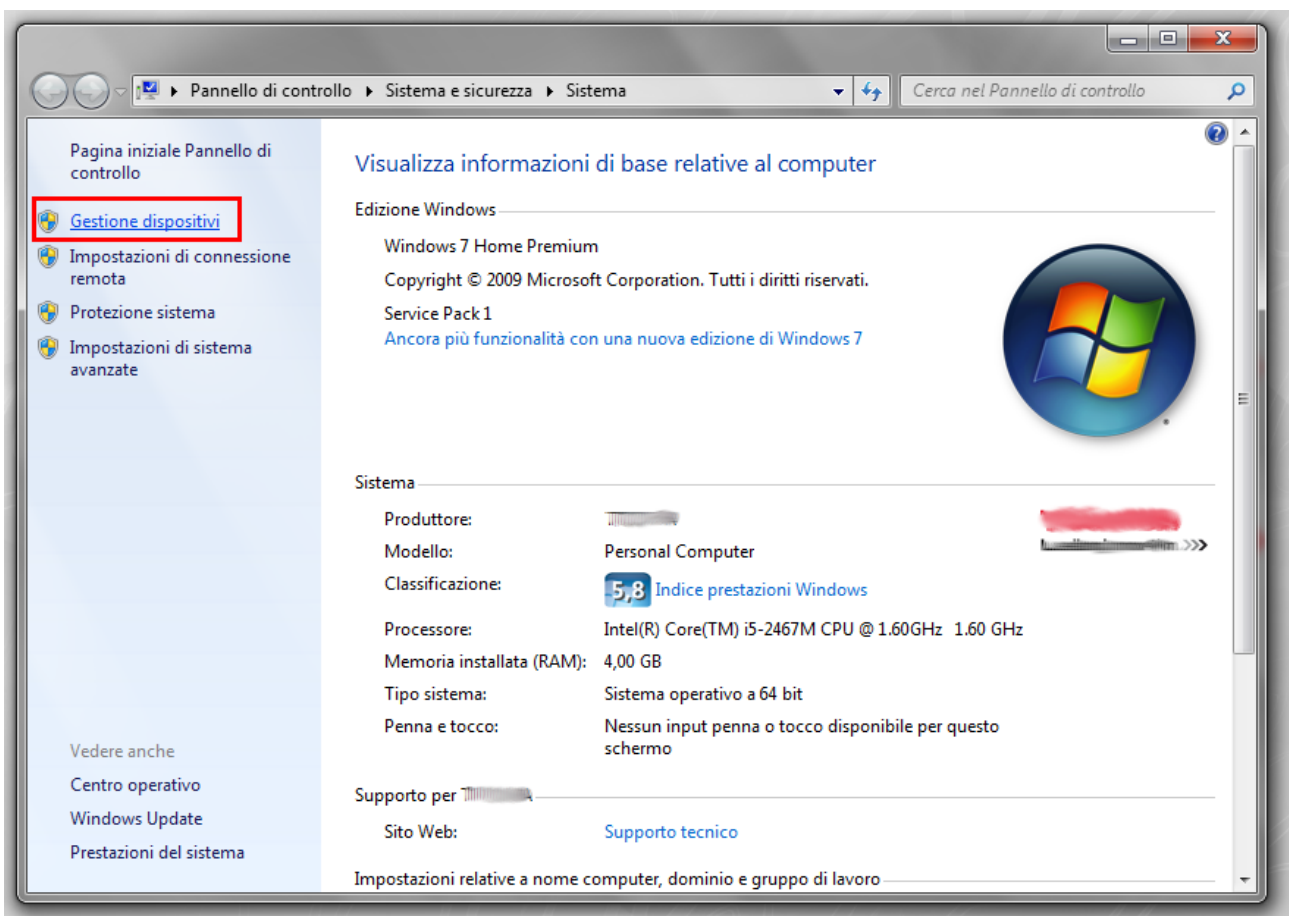 Pannello di controllo Sistema e sicurezza Sistema
Cerca nel Pannello di controllo
Pagina iniziale Pannello di
controllo
Gestione dispositivi
Impostazioni di connessione
remota
Protezione sistema
Impostazioni di sistema
avanzate
Vedere anche
Centro operativo
Windows Update
Prestazioni del sistema
Visualizza informazioni di base relative al computer
Edizione Windows
Windows 7 Home Premium
Copyright © 2009 Microsoft Corporation. Tutti i diritti riservati.
Service Pack 1
Ancora più funzionalità con una nuova edizione di Windows 7
Sistema
Produttore:
Modello: Personal Computer
Classificazione: 5,8 Indice prestazioni Windows
Processore: Intel(R) Core(TM) i5-2467M CPU @ 1.60GHz 1.60 GHz
Memoria installata (RAM): 4,00 GB
Tipo sistema: Sistema operativo a 64 bit
Penna e tocco: Nessun input penna o tocco disponibile per questo
schermo
Supporto per
Sito Web: Supporto tecnico
Impostazioni relative a nome computer, dominio e gruppo di lavoro